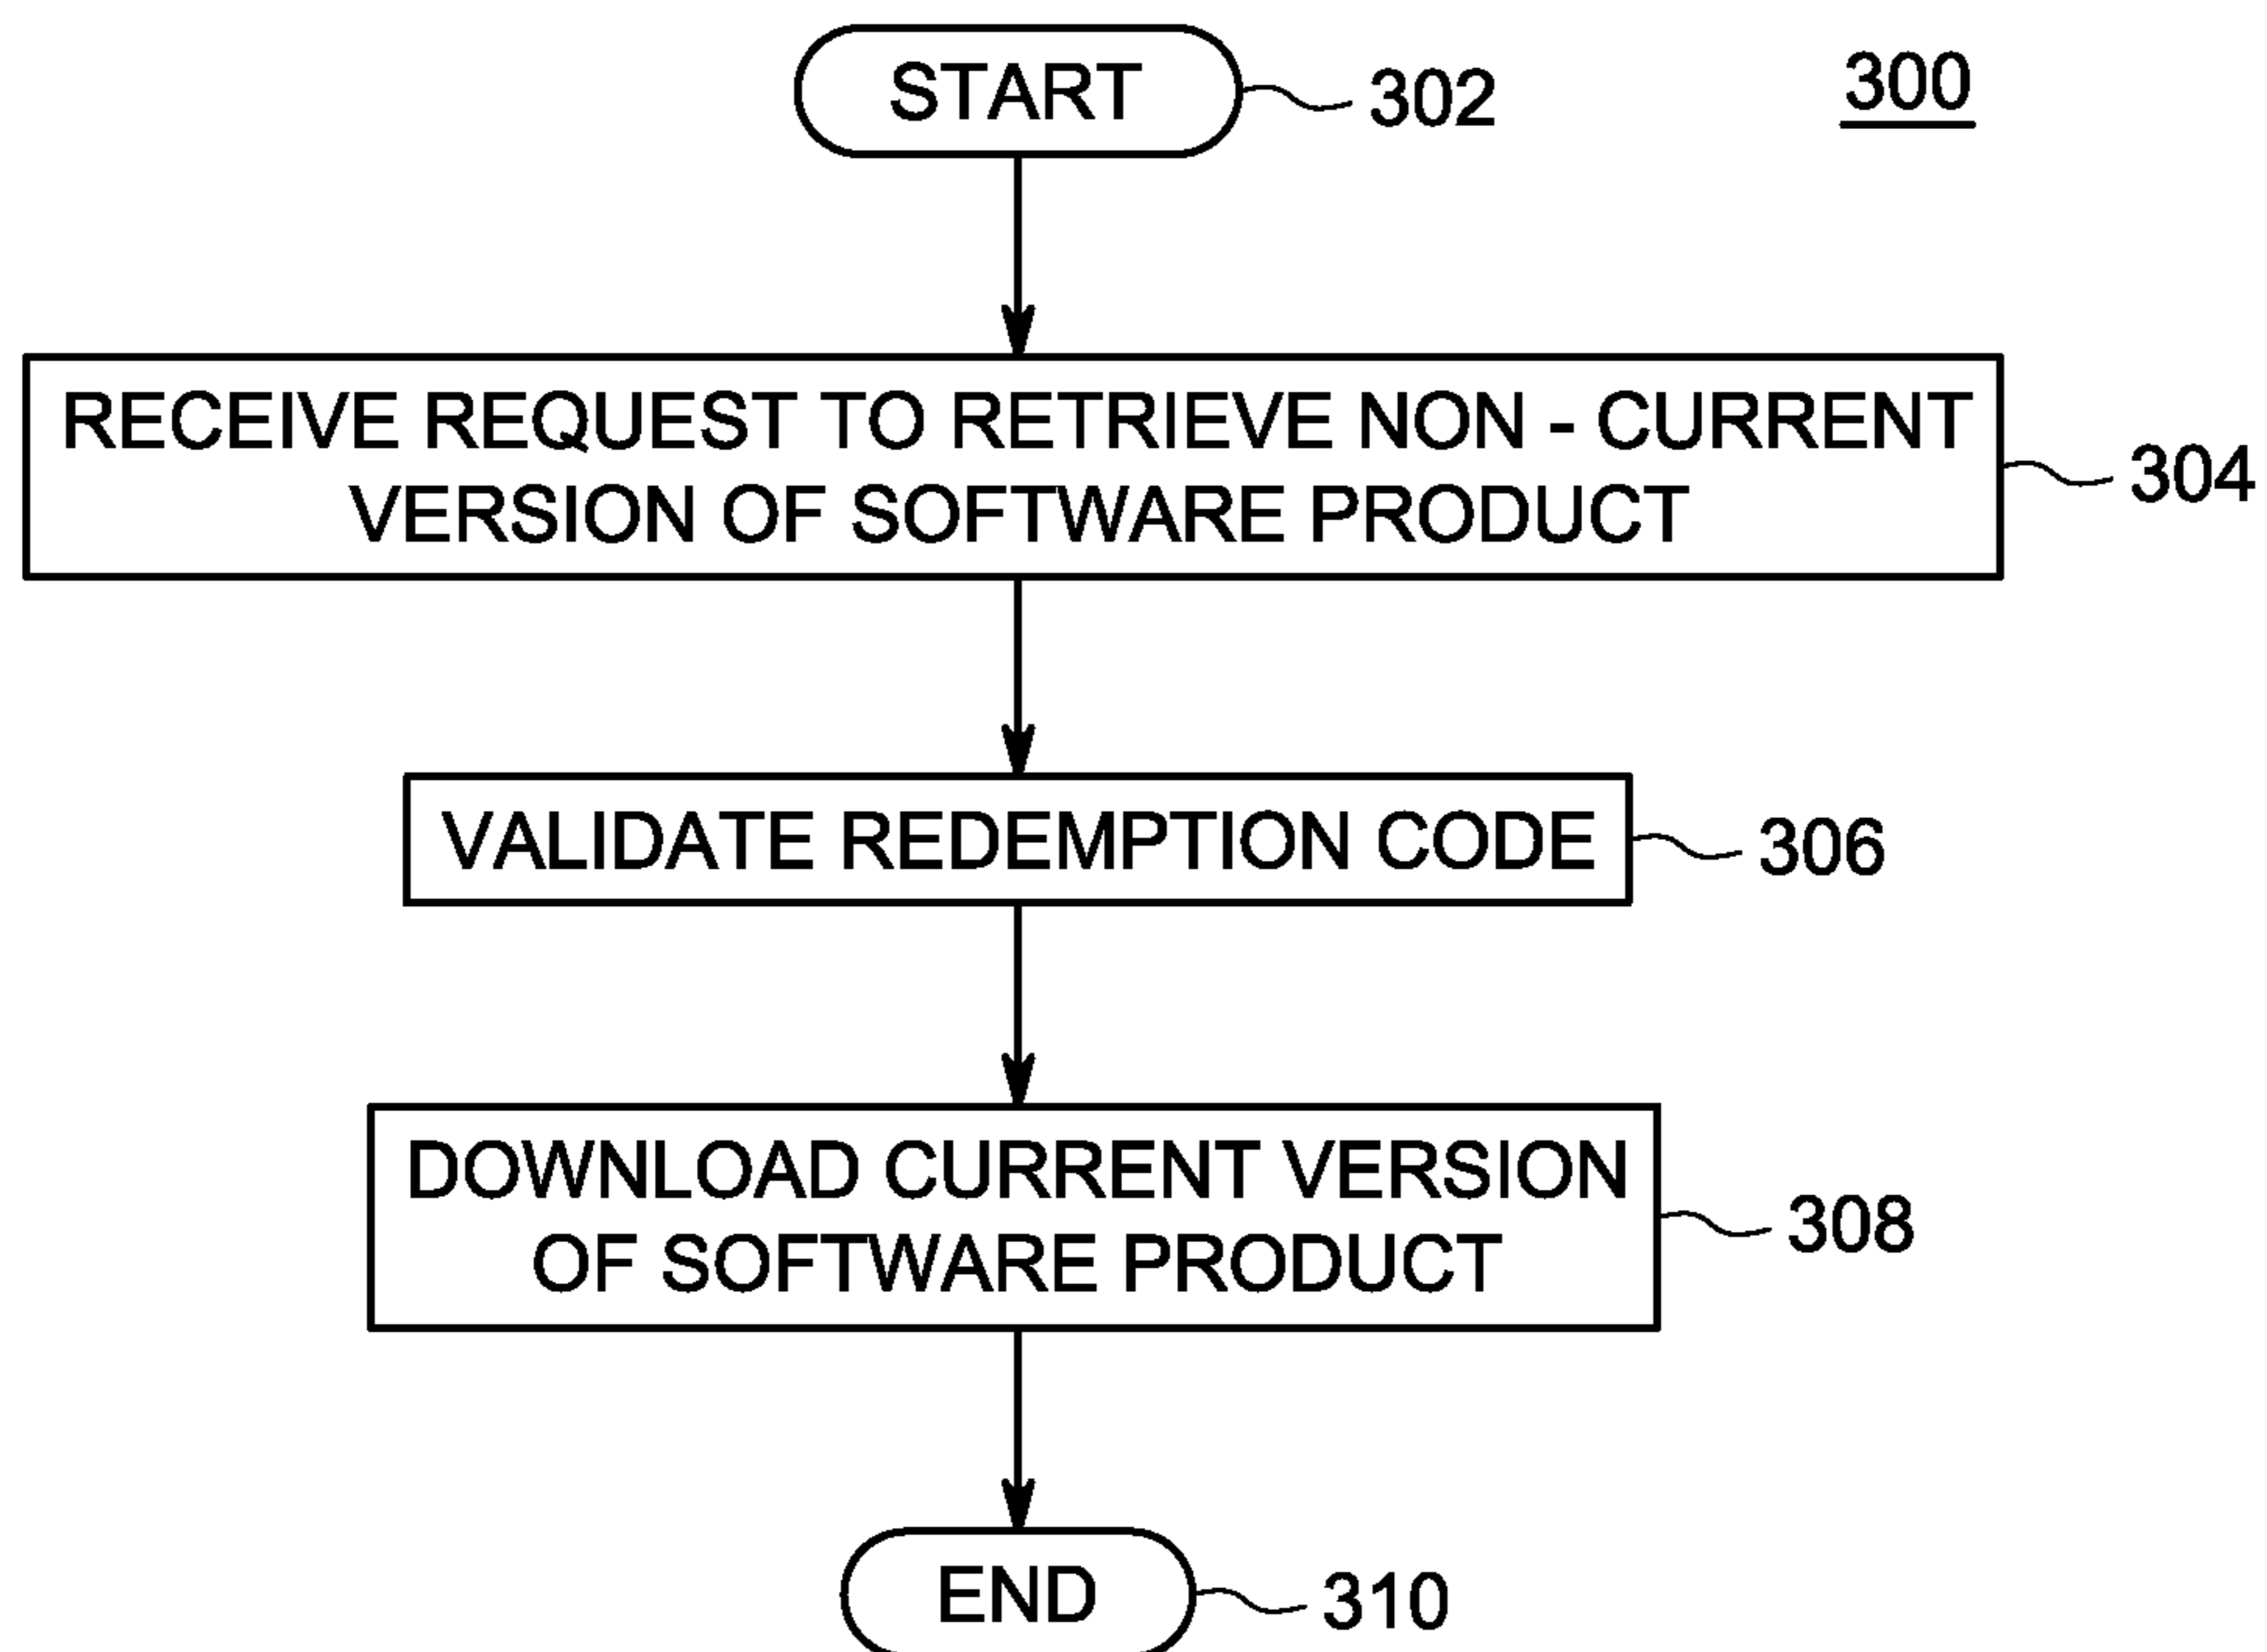 START
302
300
RECEIVE REQUEST TO RETRIEVE NON - CURRENT
VERSION OF SOFTWARE PRODUCT
304
VALIDATE REDEMPTION CODE
306
DOWNLOAD CURRENT VERSION
OF SOFTWARE PRODUCT
308
END
310